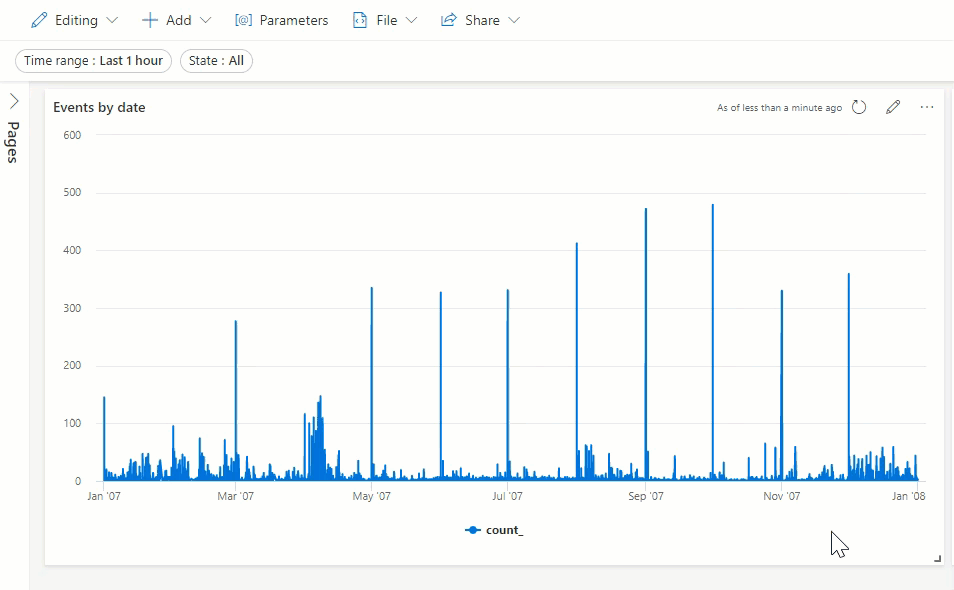 Editing Add Parameters File Share
Time range : Last 1 hour State : All
Pages
Events by date As of less than a minute ago
600
500
400
300
200
100
0
Jan '07 Mar '07 May '07 Jul '07 Sep '07 Nov '07 Jan '08
count_